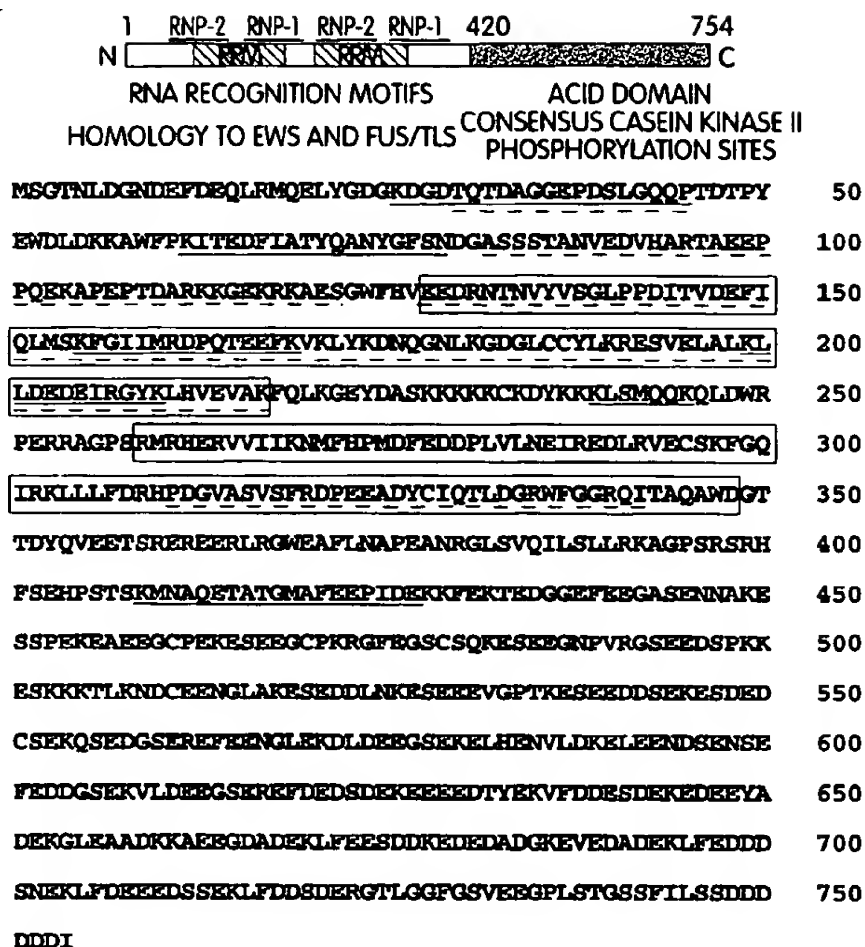 1 RNP-2 RNP-1 RNP-2 RNP-1 420 754
N RRM RRM C
RNA RECOGNITION MOTIFS
HOMOLOGY TO EWS AND FUS/TLS
ACID DOMAIN
CONSENSUS CASEIN KINASE II
PHOSPHORYLATION SITES
MSGTNLDGNDEFDEQLRMQELYGDGKDGDTQTDAGGEPDSLGQQPTDTPY 50
EWDLDKKAWFPKITEDFIATYQANYGFSNDGASSSTANVEDVHARTAEEP 100
PQEKAPEPTDARKKGEKRKAESGWFHVEEDRNTNVYVSGLPPDITVDEFI 150
QLMSKFGIIMRDPQTEEFKVKLYKDNQGNLKGDGLCCYLKRESVELALKL 200
LDEDEIRGYKLHVEVAKFQLKGEYDASKKKKKCKDYKKKLSMQQKQLDWR 250
PERRAGPSRMRHERVVIIKNMFHPMDFEDDPLVLNEIREDLRVECSKFGQ 300
IRKLLLFDRHPDGVASVSFRDPEEADYCIQTLDGRWFGGRQITAQAWDGT 350
TDYQVEETSREREERLRGWEAFLNAPEANRGLSVQILSLLRKAGPSRSRH 400
FSEHPSTSKMNAQETATGMAFEEPIDEKKFEKTEDGGEFEEGASENNAKE 450
SSPEKEAEEGCPEKESEEGCPKRGFEGSCSQKESEEGNPVRGSEEDSPKK 500
ESKKKTLKNDCEENGLAKESEDDLNKESEEEVGPTKESEEDDSEKESDED 550
CSEKQSEDGSEREFEENGLEKDLDEEGSEKELHENVLDKELEENDSENSE 600
FEDDGSEKVLDEEGSEREFDEDSDEKEEEEDTYEKVFDDESDEKEDEEYA 650
DEKGLEAADKKAEEGDADEKLFEESDDKEDEDADGKEVEDADEKLFEDDD 700
SNEKLFDEEEDSSEKLFDDSDERGTLGGFGSVEEGPLSTGSSFILSSDDD 750
DDDI